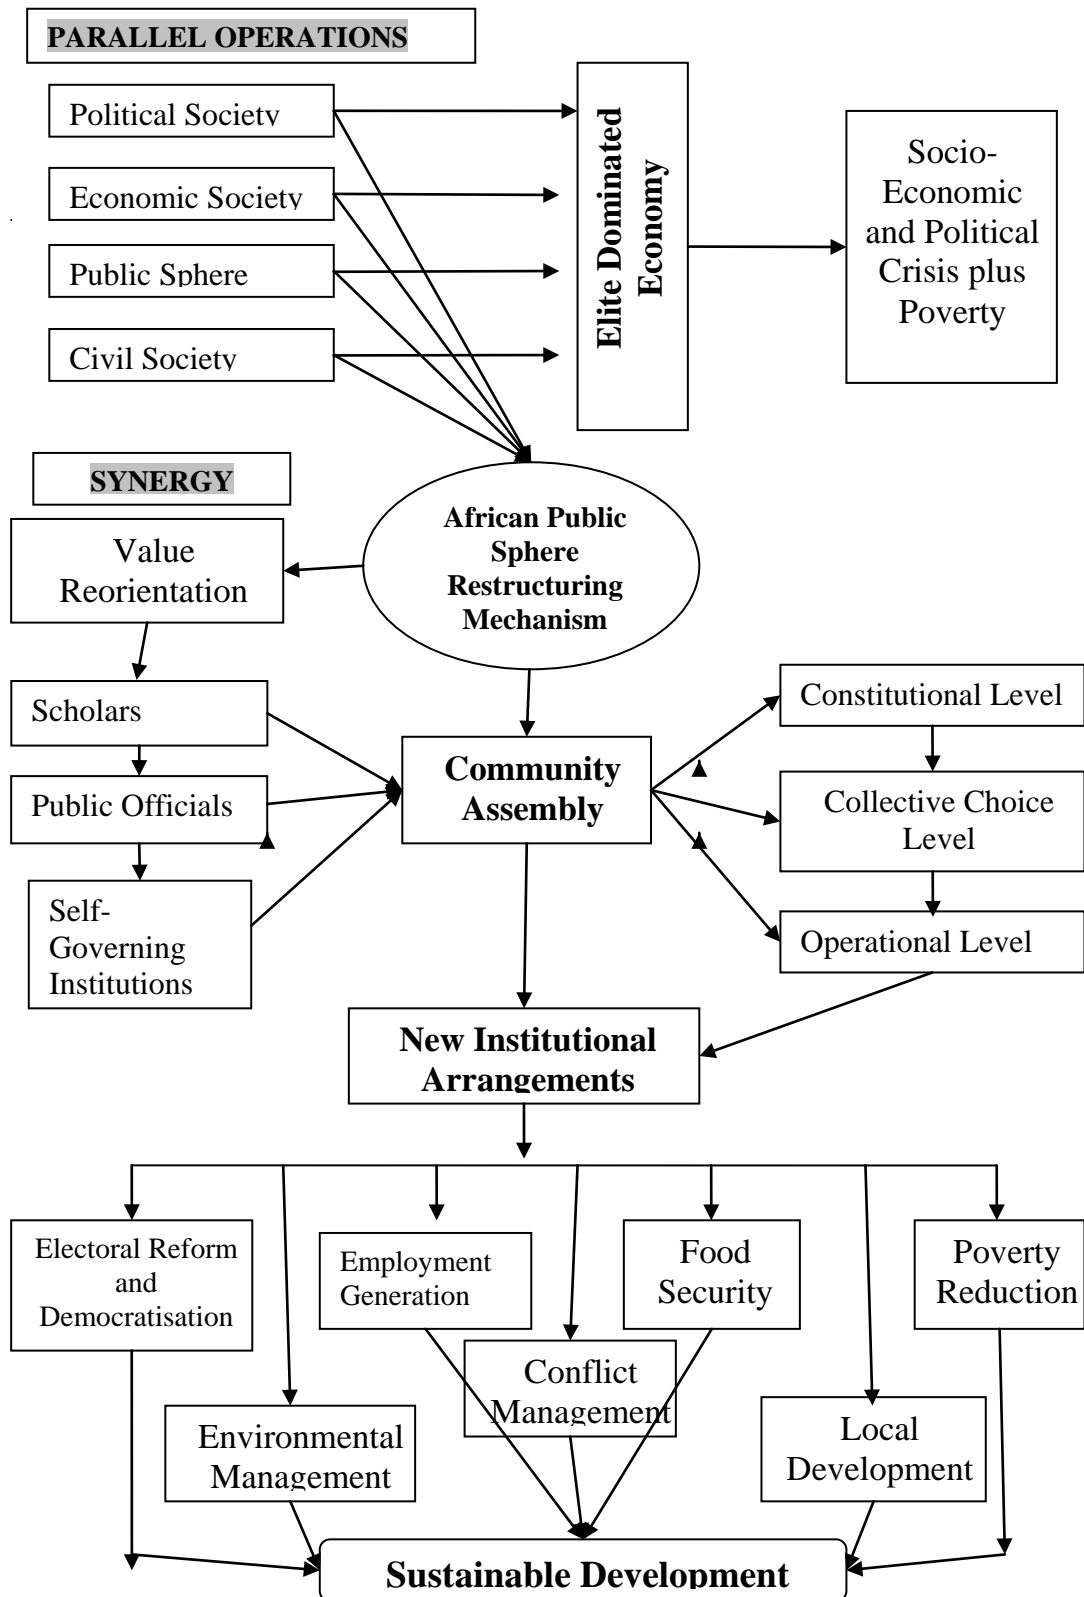 PARALLEL OPERATIONS
Political Society
Economic Society
Public Sphere
Civil Society
Elite Dominated
Economy
Socio-
Economic
and Political
Crisis plus
Poverty
SYNERGY
African Public
Sphere
Restructuring
Mechanism
Value
Reorientation
Scholars
Public Officials
Self-
Governing
Institutions
Community
Assembly
Constitutional Level
Collective Choice
Level
Operational Level
New Institutional
Arrangements
Electoral Reform
and
Democratisation
Employment
Generation
Food
Security
Poverty
Reduction
Conflict
Management
Environmental
Management
Local
Development
Sustainable Development